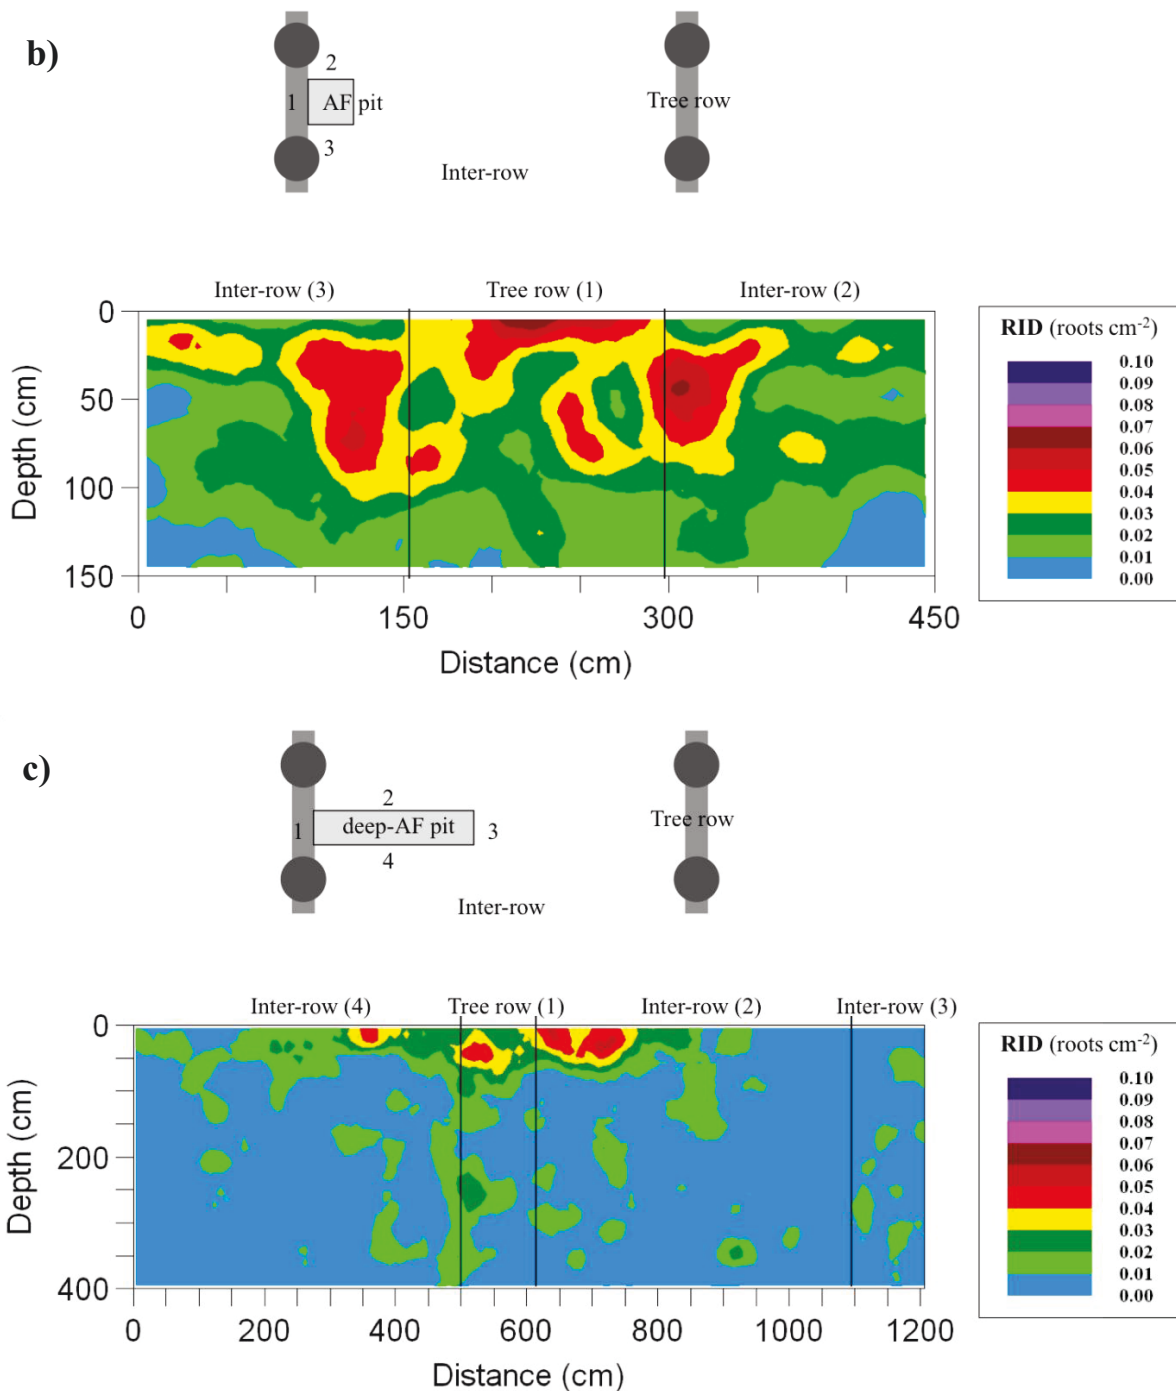 b)
2
1 AF pit
3
Tree row
Inter-row
Inter-row (3) Tree row (1) Inter-row (2)
0
50
100
150
Depth (cm)
0 150 300 450
Distance (cm)
RID (roots cm-2)
0.10
0.09
0.08
0.07
0.06
0.05
0.04
0.03
0.02
0.01
0.00
c)
2
1 deep-AF pit 3
4
Tree row
Inter-row
Inter-row (4) Tree row (1) Inter-row (2) Inter-row (3)
0
200
400
Depth (cm)
0 200 400 600 800 1000 1200
Distance (cm)
RID (roots cm-2)
0.10
0.09
0.08
0.07
0.06
0.05
0.04
0.03
0.02
0.01
0.00